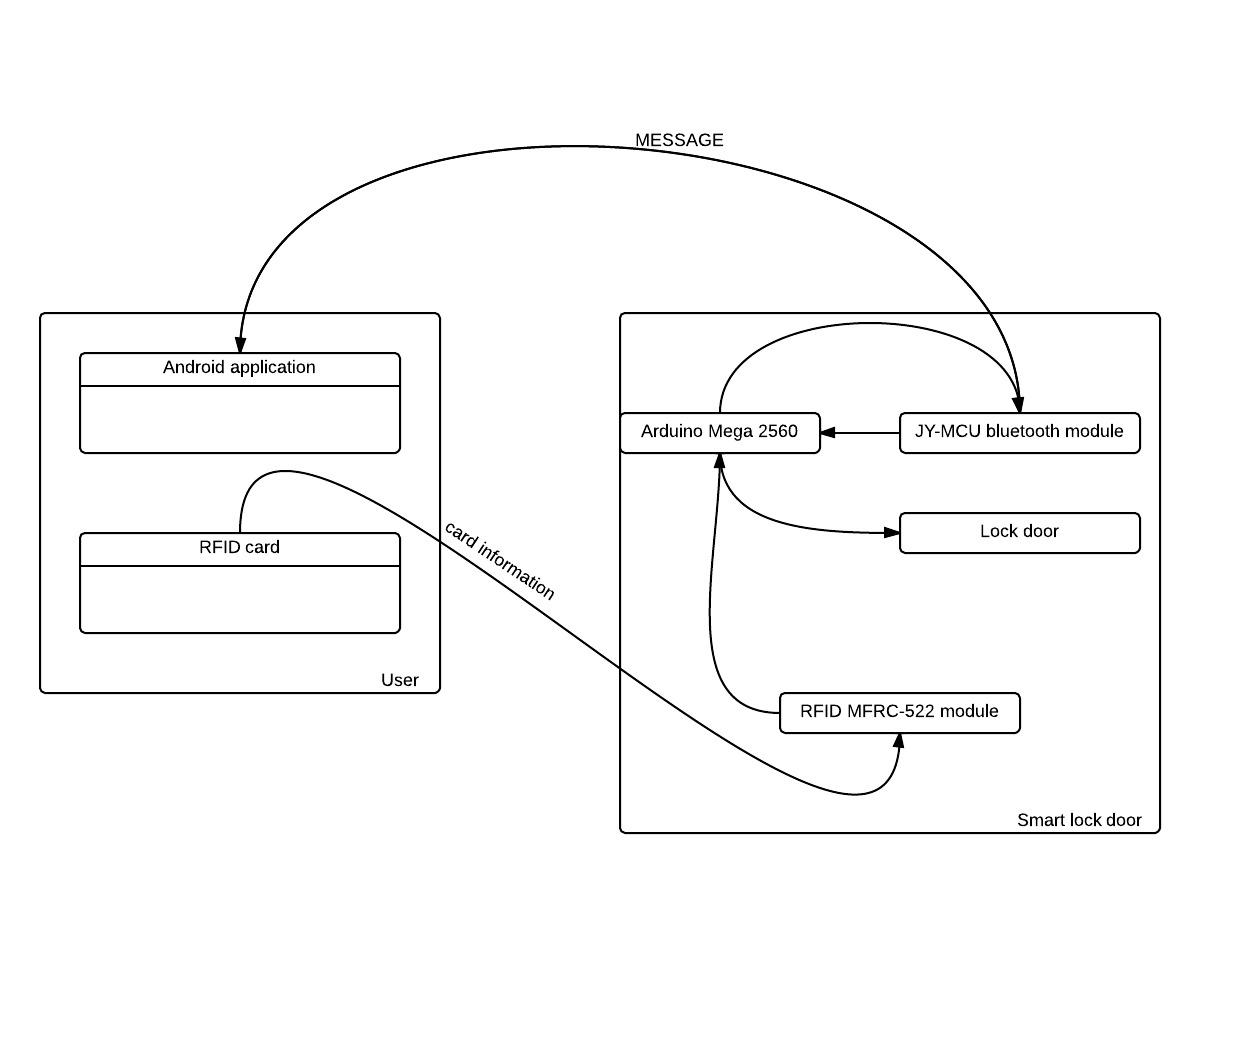 MESSAGE
Android application
RFID card
User
card information
Arduino Mega 2560
JY-MCU bluetooth module
Lock door
RFID MFRC-522 module
Smart lock door